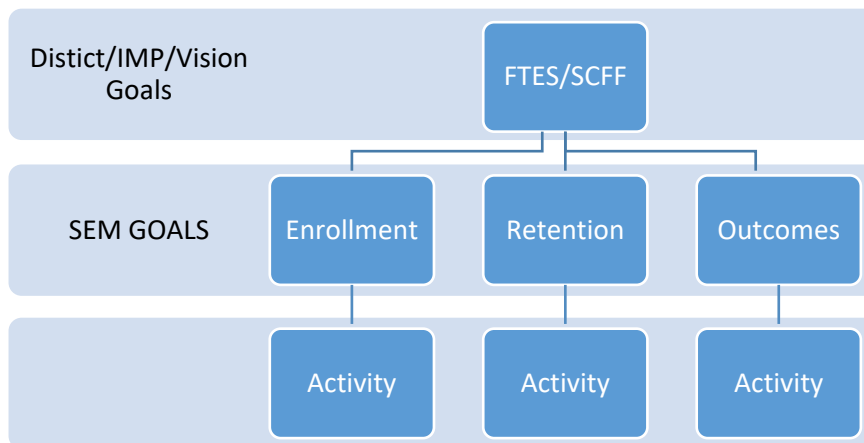 Distict/IMP/Vision
Goals
FTES/SCFF
SEM GOALS
Enrollment
Retention
Outcomes
Activity
Activity
Activity